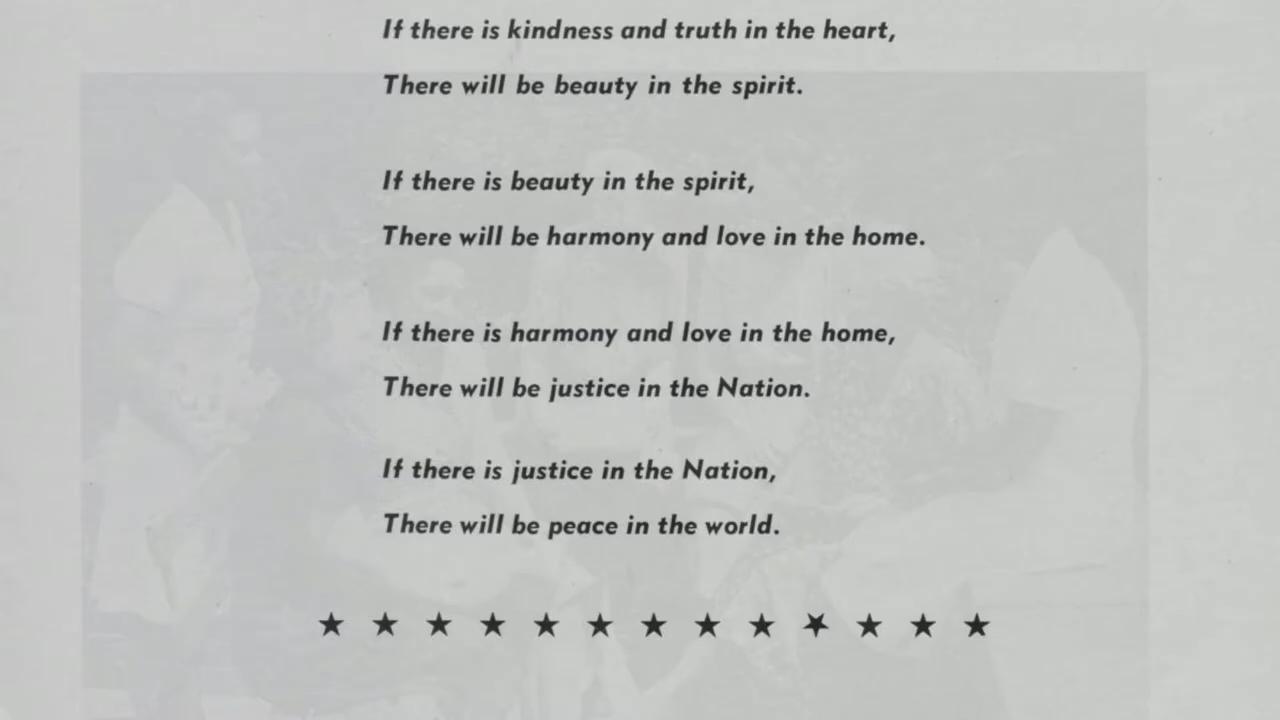 If there is kindness and truth in the heart,
There will be beauty in the spirit.
If there is beauty in the spirit,
There will be harmony and love in the home.
If there is harmony and love in the home,
There will be justice in the Nation.
If there is justice in the Nation,
There will be peace in the world.